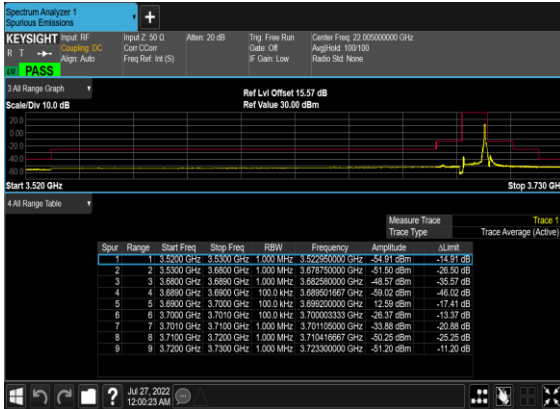 Spectrum Analyzer 1
Spurious Emissions
+
KEYSIGHT Input: RF Input Z: 50 Ω Atten: 20 dB Trig: Free Run Center Freq: 22.005000000 GHz
R T Coupling: DC Corr CCorr Gate: Off Avg|Hold: 100/100
Align: Auto Freq Ref: Int (S) IF Gain: Low Radio Std: None
PASS
3 All Range Graph
Ref Lvl Offset 15.57 dB
Scale/Div 10.0 dB Ref Value 30.00 dBm
20.0
0.00
-20.0
-40.0
-60.0
Start 3.520 GHz Stop 3.730 GH
4 All Range Table
Measure Trace Trace 1
Trace Type Trace Average (Active)
Spur Range Start Freq Stop Freq RBW Frequency Amplitude ΔLimit
1 1 3.5200 GHz 3.5300 GHz 1.000 MHz 3.522950000 GHz -54.91 dBm -14.91 dB
2 2 3.5300 GHz 3.6800 GHz 1.000 MHz 3.678750000 GHz -51.50 dBm -26.50 dB
3 3 3.6800 GHz 3.6890 GHz 1.000 MHz 3.682580000 GHz -48.57 dBm -35.57 dB
4 4 3.6890 GHz 3.6900 GHz 100.0 kHz 3.689501667 GHz -59.02 dBm -46.02 dB
5 5 3.6900 GHz 3.7000 GHz 100.0 kHz 3.699200000 GHz 12.59 dBm -17.41 dB
6 6 3.7000 GHz 3.7010 GHz 100.0 kHz 3.700003333 GHz -26.37 dBm -13.37 dB
7 7 3.7010 GHz 3.7100 GHz 1.000 MHz 3.701105000 GHz -33.88 dBm -20.88 dB
8 8 3.7100 GHz 3.7200 GHz 1.000 MHz 3.710416667 GHz -50.25 dBm -25.25 dB
9 9 3.7200 GHz 3.7300 GHz 1.000 MHz 3.723300000 GHz -51.20 dBm -11.20 dB
? Jul 27, 2022
12:00:23 AM